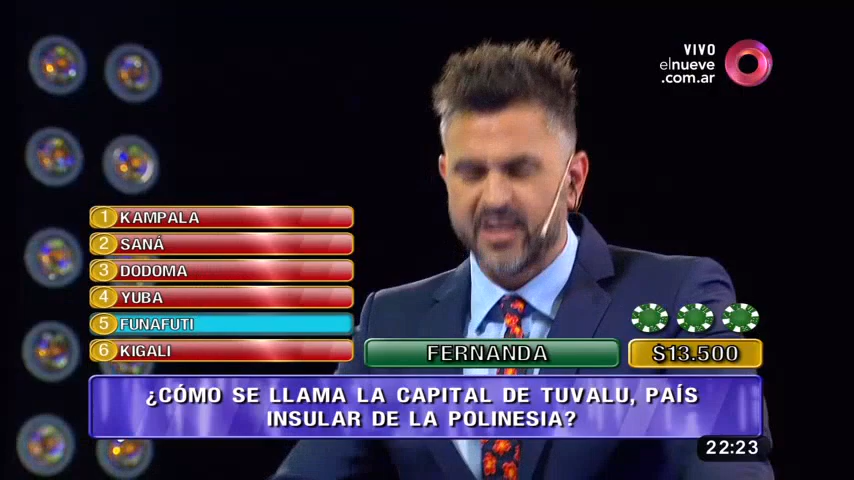 VIVO
elnueve
.com.ar
1 KAMPALA
2 SANÁ
3 DODOMA
4 YUBA
5 FUNAFUTI
6 KIGALI
FERNANDA
$13.500
¿CÓMO SE LLAMA LA CAPITAL DE TUVALU, PAÍS
INSULAR DE LA POLINESIA?
22:23